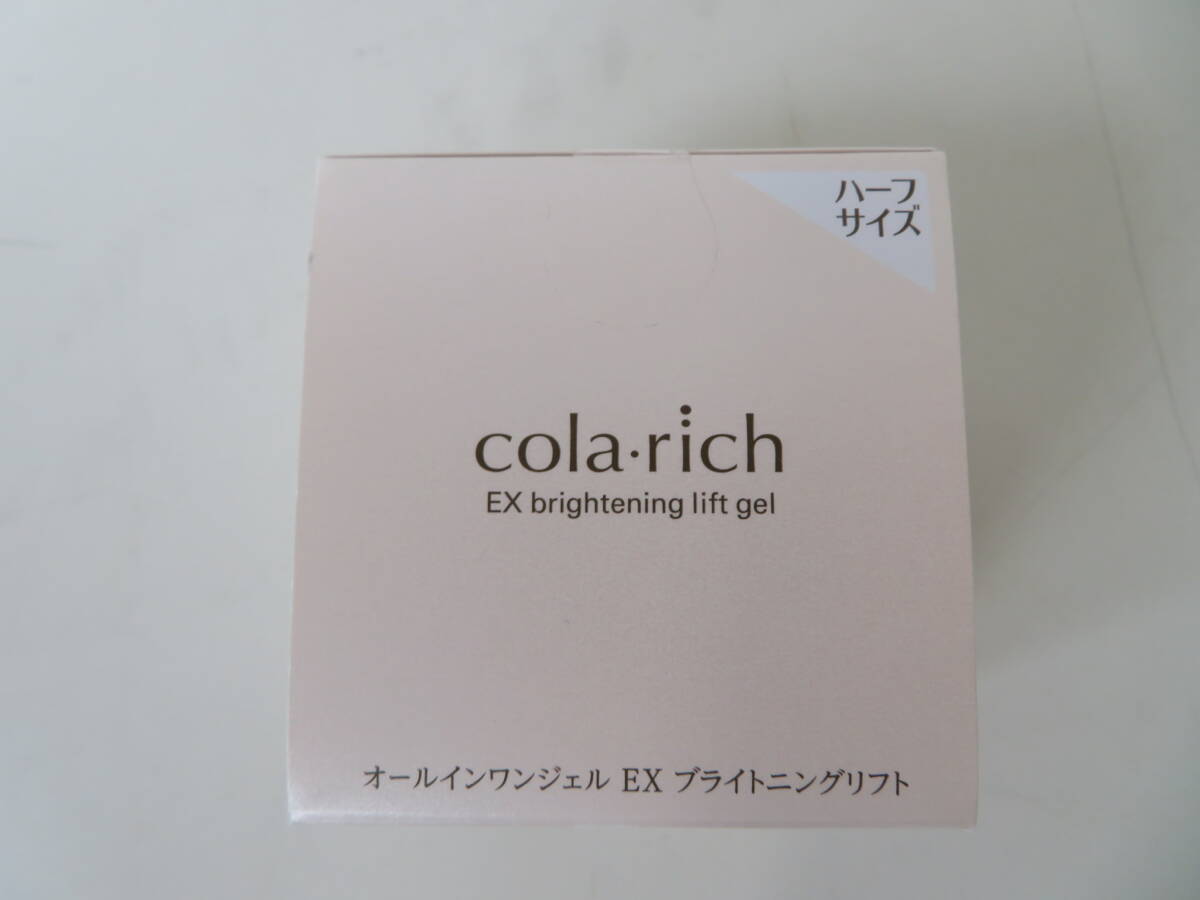 ハーフ
サイズ
cola·rich
EX brightening lift gel
オールインワンジェル EX ブライトニングリフト